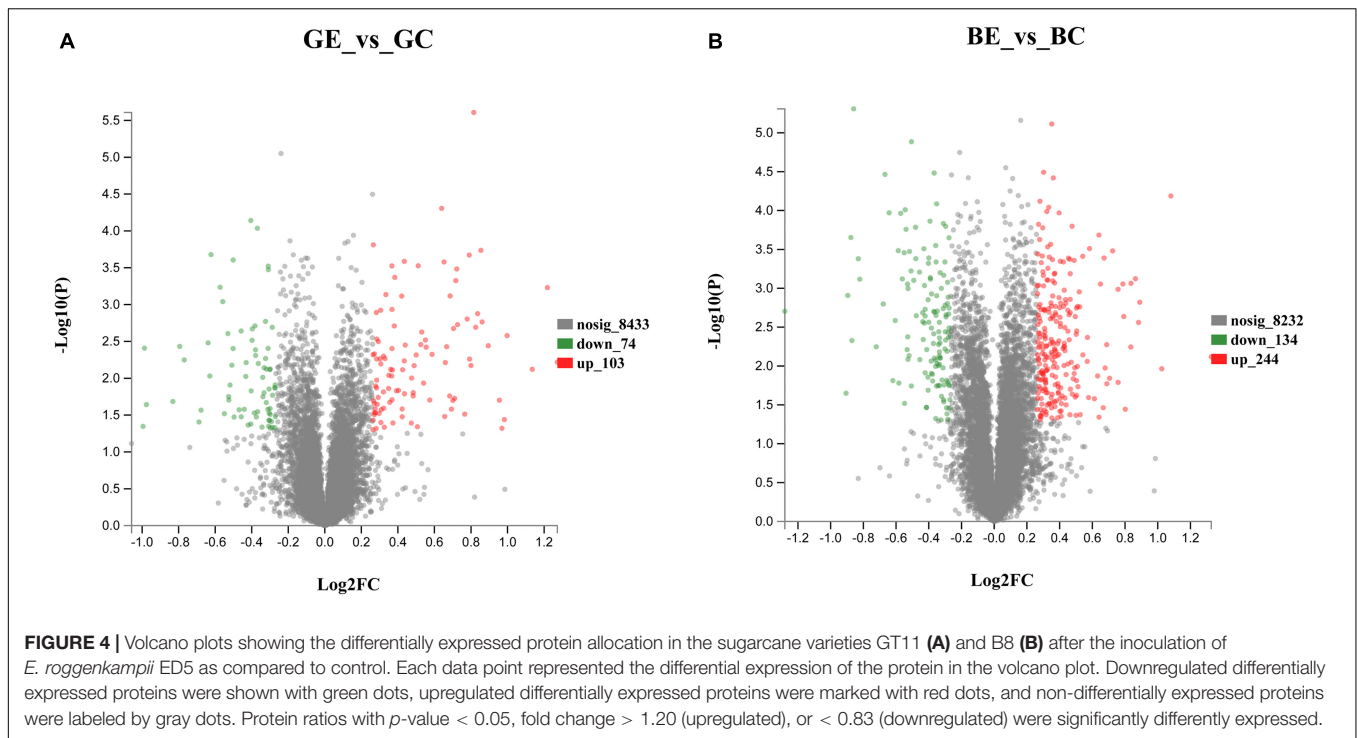 A
GE_vs_GC
5.5
5.0
4.5
4.0
3.5
3.0
2.5
2.0
1.5
1.0
0.5
0.0
-Log10(P)
-1.0 -0.8 -0.6 -0.4 -0.2 0.0 0.2 0.4 0.6 0.8 1.0 1.2
Log2FC
nosig_8433
down_74
up_103
B
BE_vs_BC
5.0
4.5
4.0
3.5
3.0
2.5
2.0
1.5
1.0
0.5
0.0
-Log10(P)
-1.2 -1.0 -0.8 -0.6 -0.4 -0.2 0.0 0.2 0.4 0.6 0.8 1.0 1.2
Log2FC
nosig_8232
down_134
up_244
FIGURE 4 | Volcano plots showing the differentially expressed protein allocation in the sugarcane varieties GT11 (A) and B8 (B) after the inoculation of
E. roggenkampii ED5 as compared to control. Each data point represented the differential expression of the protein in the volcano plot. Downregulated differentially
expressed proteins were shown with green dots, upregulated differentially expressed proteins were marked with red dots, and non-differentially expressed proteins
were labeled by gray dots. Protein ratios with p-value < 0.05, fold change > 1.20 (upregulated), or < 0.83 (downregulated) were significantly differently expressed.